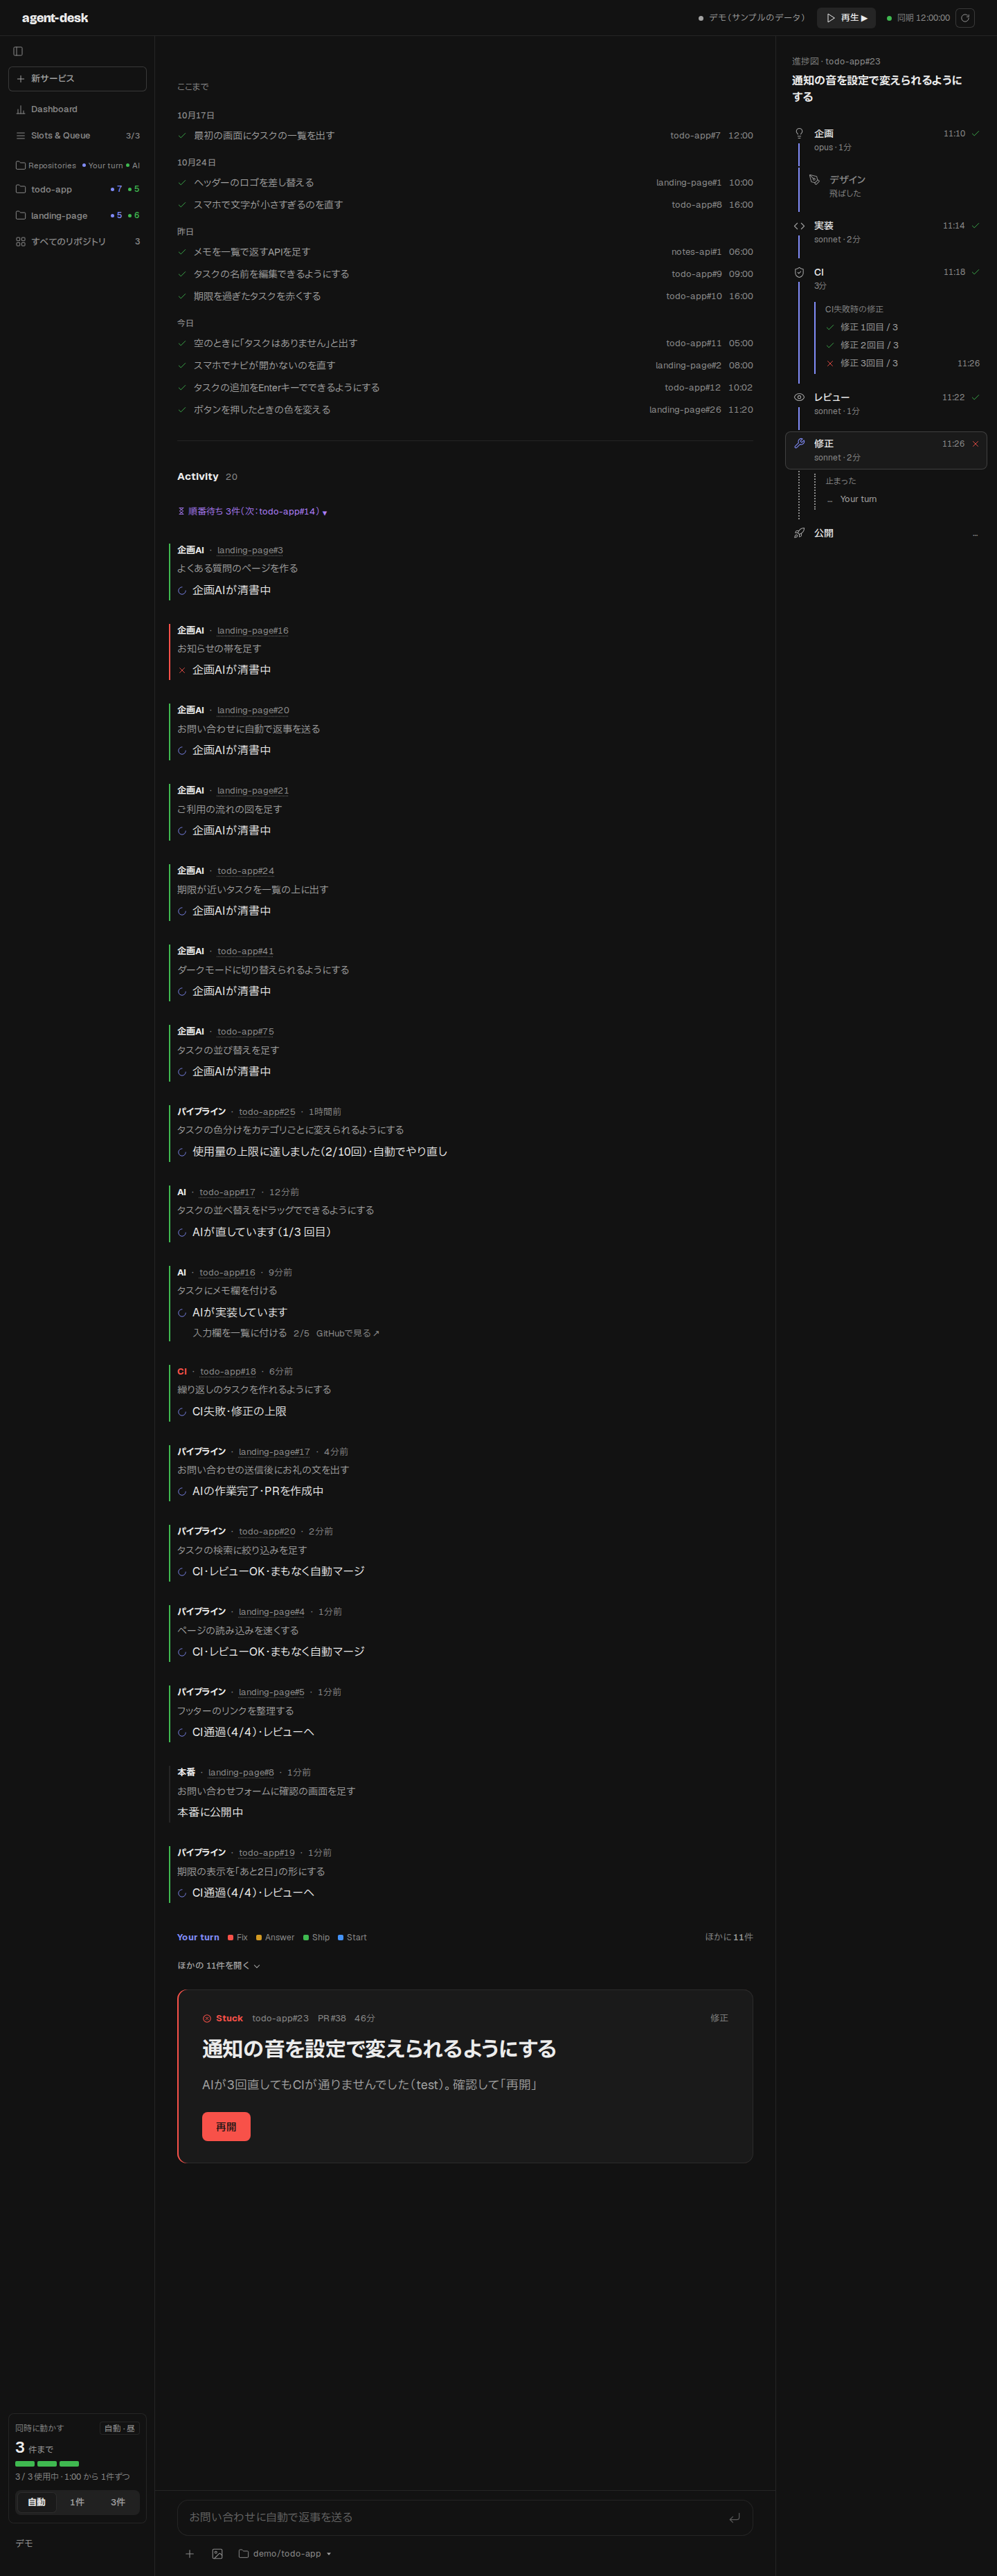 agent-desk
デモ(サンプルのデータ)
再生 ▶
同期 12:00:00
新サービス
Dashboard
Slots & Queue 3/3
Repositories Your turn AI
todo-app 7 5
landing-page 5 6
すべてのリポジトリ 3
ここまで
10月17日
最初の画面にタスクの一覧を出す todo-app#7 12:00
10月24日
ヘッダーのロゴを差し替える landing-page#1 10:00
スマホで文字が小さすぎるのを直す todo-app#8 16:00
昨日
メモを一覧で返すAPIを足す notes-api#1 06:00
タスクの名前を編集できるようにする todo-app#9 09:00
期限を過ぎたタスクを赤くする todo-app#10 16:00
今日
空のときに「タスクはありません」と出す todo-app#11 05:00
スマホでナビが開かないのを直す landing-page#2 08:00
タスクの追加をEnterキーでできるようにする todo-app#12 10:02
ボタンを押したときの色を変える landing-page#26 11:20
Activity 20
順番待ち 3件(次:todo-app#14) ▾
企画AI · landing-page#3
よくある質問のページを作る
企画AIが清書中
企画AI · landing-page#16
お知らせの帯を足す
企画AIが清書中
企画AI · landing-page#20
お問い合わせに自動で返事を送る
企画AIが清書中
企画AI · landing-page#21
ご利用の流れの図を足す
企画AIが清書中
企画AI · todo-app#24
期限が近いタスクを一覧の上に出す
企画AIが清書中
企画AI · todo-app#41
ダークモードに切り替えられるようにする
企画AIが清書中
企画AI · todo-app#75
タスクの並び替えを足す
企画AIが清書中
パイプライン · todo-app#25 · 1時間前
タスクの色分けをカテゴリごとに変えられるようにする
使用量の上限に達しました(2/10回)・自動でやり直し
AI · todo-app#17 · 12分前
タスクの並べ替えをドラッグでできるようにする
AIが直しています(1/3 回目)
AI · todo-app#16 · 9分前
タスクにメモ欄を付ける
AIが実装しています
入力欄を一覧に付ける 2/5 GitHubで見る↗
CI · todo-app#18 · 6分前
繰り返しのタスクを作れるようにする
CI失敗・修正の上限
パイプライン · landing-page#17 · 4分前
お問い合わせの送信後にお礼の文を出す
AIの作業完了・PRを作成中
パイプライン · todo-app#20 · 2分前
タスクの検索に絞り込みを足す
CI・レビューOK・まもなく自動マージ
パイプライン · landing-page#4 · 1分前
ページの読み込みを速くする
CI・レビューOK・まもなく自動マージ
パイプライン · landing-page#5 · 1分前
フッターのリンクを整理する
CI通過(4/4)・レビューへ
本番 · landing-page#8 · 1分前
お問い合わせフォームに確認の画面を足す
本番に公開中
パイプライン · todo-app#19 · 1分前
期限の表示を「あと2日」の形にする
CI通過(4/4)・レビューへ
Your turn Fix Answer Ship Start ほかに 11件
ほかの 11件を開く
Stuck todo-app#23 PR#38 46分 修正
通知の音を設定で変えられるようにする
AIが3回直してもCIが通りませんでした(test)。確認して「再開」
再開
お問い合わせに自動で返事を送る
demo/todo-app ▾
同時に動かす 自動・昼
3 件まで
3 / 3 使用中・1:00 から 1件ずつ
自動 1件 3件
デモ
進捗図・todo-app#23
通知の音を設定で変えられるように
する
企画 11:10
opus・1分
デザイン
飛ばした
実装 11:14
sonnet・2分
CI 11:18
3分
CI失敗時の修正
修正 1回目 / 3
修正 2回目 / 3
修正 3回目 / 3 11:26
レビュー 11:22
sonnet・1分
修正 11:26
sonnet・2分
止まった
Your turn
公開